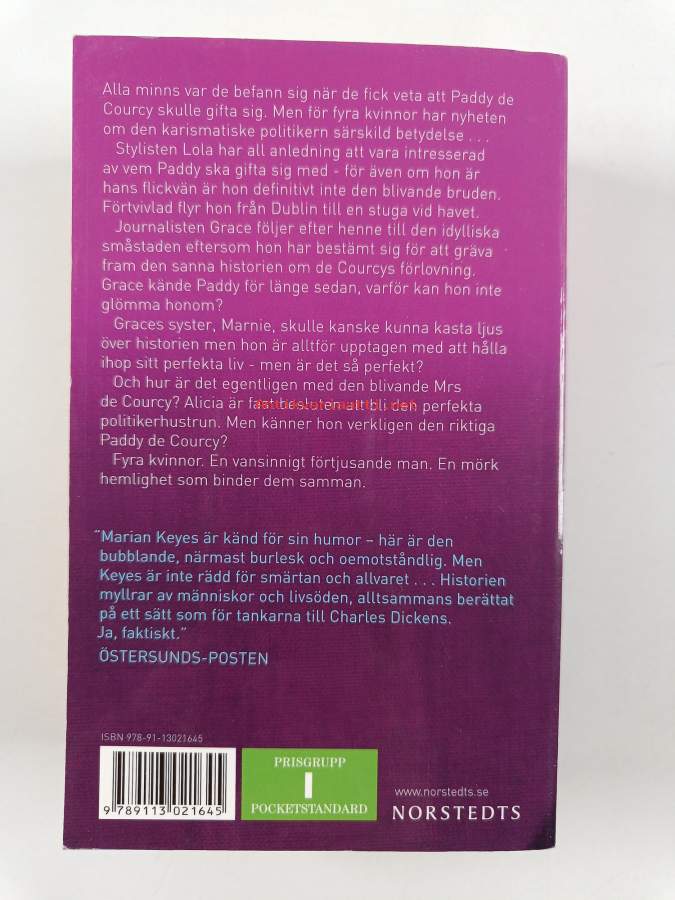 Alla minns var de befann sig när de fick veta att Paddy de
Courcy skulle gifta sig. Men för fyra kvinnor har nyheten
om den karismatiske politikern särskild betydelse . . .
Stylisten Lola har all anledning att vara intresserad
av vem Paddy ska gifta sig med - för även om hon är
hans flickvän är hon definitivt inte den blivande bruden.
Förtvivlad flyr hon från Dublin till en stuga vid havet.
Journalisten Grace följer efter henne till den idylliska
småstaden eftersom hon har bestämt sig för att gräva
fram den sanna historien om de Courcys förlovning.
Grace kände Paddy för länge sedan, varför kan hon inte
glömma honom?
Graces syster, Marnie, skulle kanske kunna kasta ljus
över historien men hon är alltför upptagen med att hålla
ihop sitt perfekta liv - men är det så perfekt?
Och hur är det egentligen med den blivande Mrs
de Courcy? Alicia är fast besluten att bli den perfekta
politikerhustrun. Men känner hon verkligen den riktiga
Paddy de Courcy?
Fyra kvinnor. En vansinnigt förtjusande man. En mörk
hemlighet som binder dem samman.
"Marian Keyes är känd för sin humor – här är den
bubblande, närmast burlesk och oemotståndlig. Men
Keyes är inte rädd för smärtan och allvaret . . . Historien
myllrar av människor och livsöden, alltsammans berättat
på ett sätt som för tankarna till Charles Dickens.
Ja, faktiskt."
ÖSTERSUNDS-POSTEN
ISBN 978-91-13021645
9 789113 021645
PRISGRUPP
I
POCKETSTANDARD
www.norstedts.se
NORSTEDTS